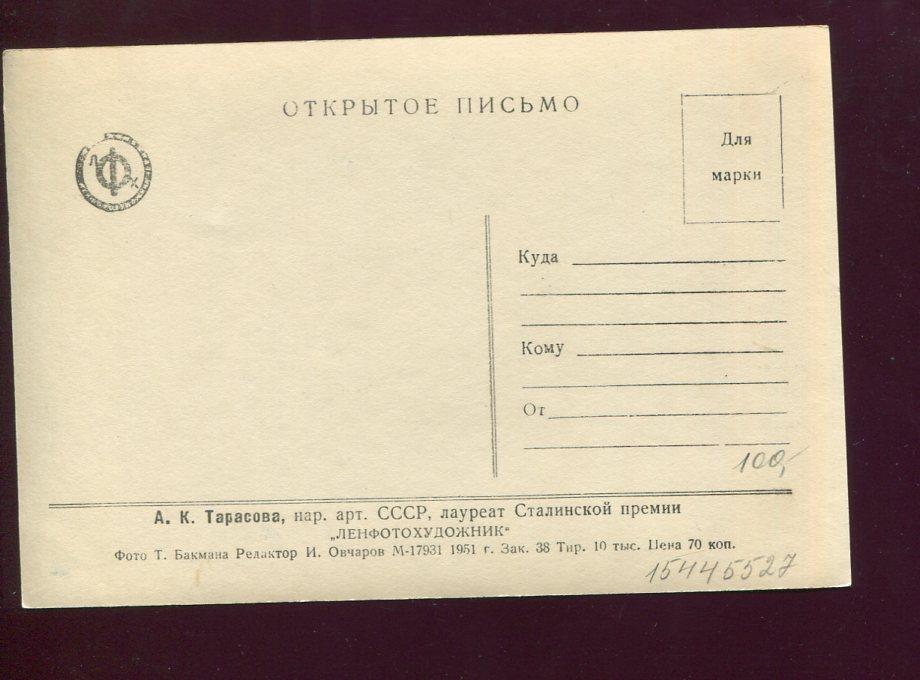 ОТКРЫТОЕ ПИСЬМО
Для
марки
Куда
Кому
От
100,-
А. К. Тарасова, нар. арт. СССР, лауреат Сталинской премии
„ЛЕНФОТОХУДОЖНИК"
Фото Т. Бакмана Редактор И. Овчаров М-17931 1951 г. Зак. 38 Тир. 10 тыс. Цена 70 коп.
15445527